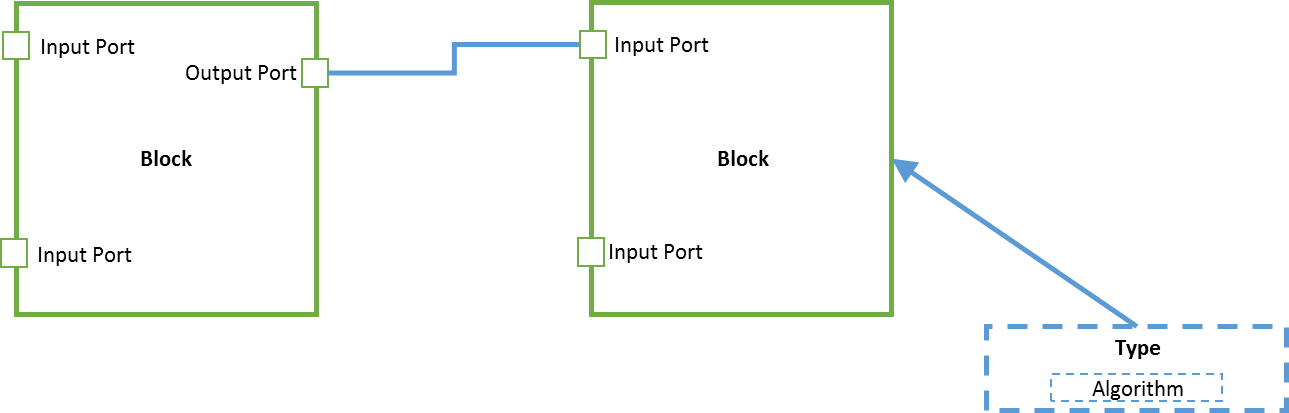 Input Port
Output Port
Block
Input Port
Input Port
Block
Input Port
Type
Algorithm